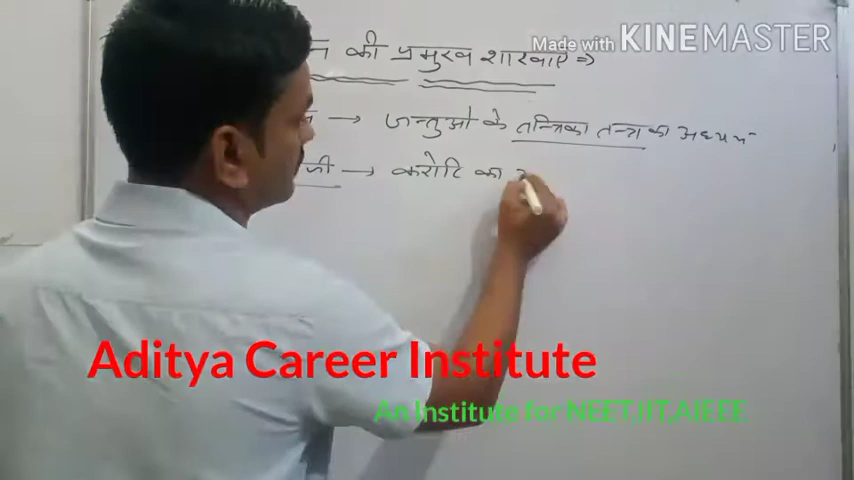 Made with KINEMASTER
की प्रमुख शाखाएं ⇒
→ जन्तुओ के तन्त्रिका तन्त्र का अध्ययन
→ करोटि का
Aditya Career Institute
An Institute for NEET,IIT,AIEEE